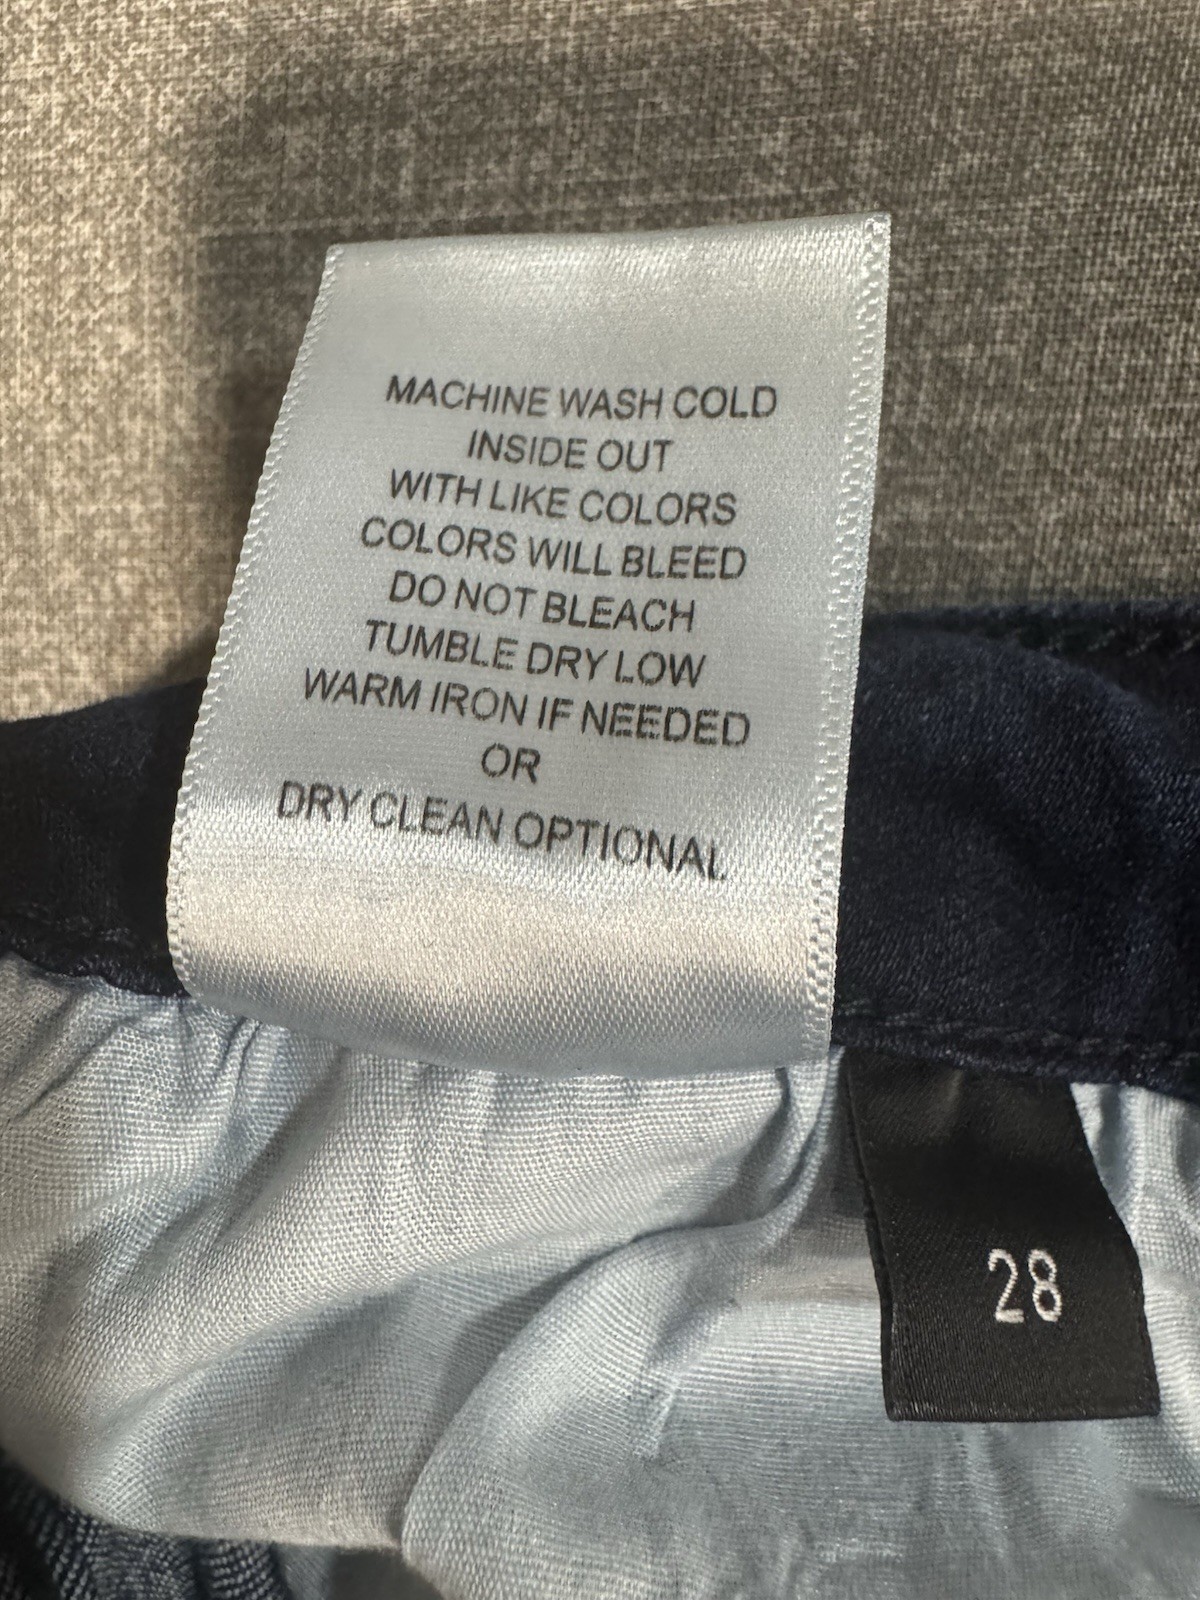 MACHINE WASH COLD
INSIDE OUT
WITH LIKE COLORS
COLORS WILL BLEED
DO NOT BLEACH
TUMBLE DRY LOW
WARM IRON IF NEEDED
OR
DRY CLEAN OPTIONAL
28